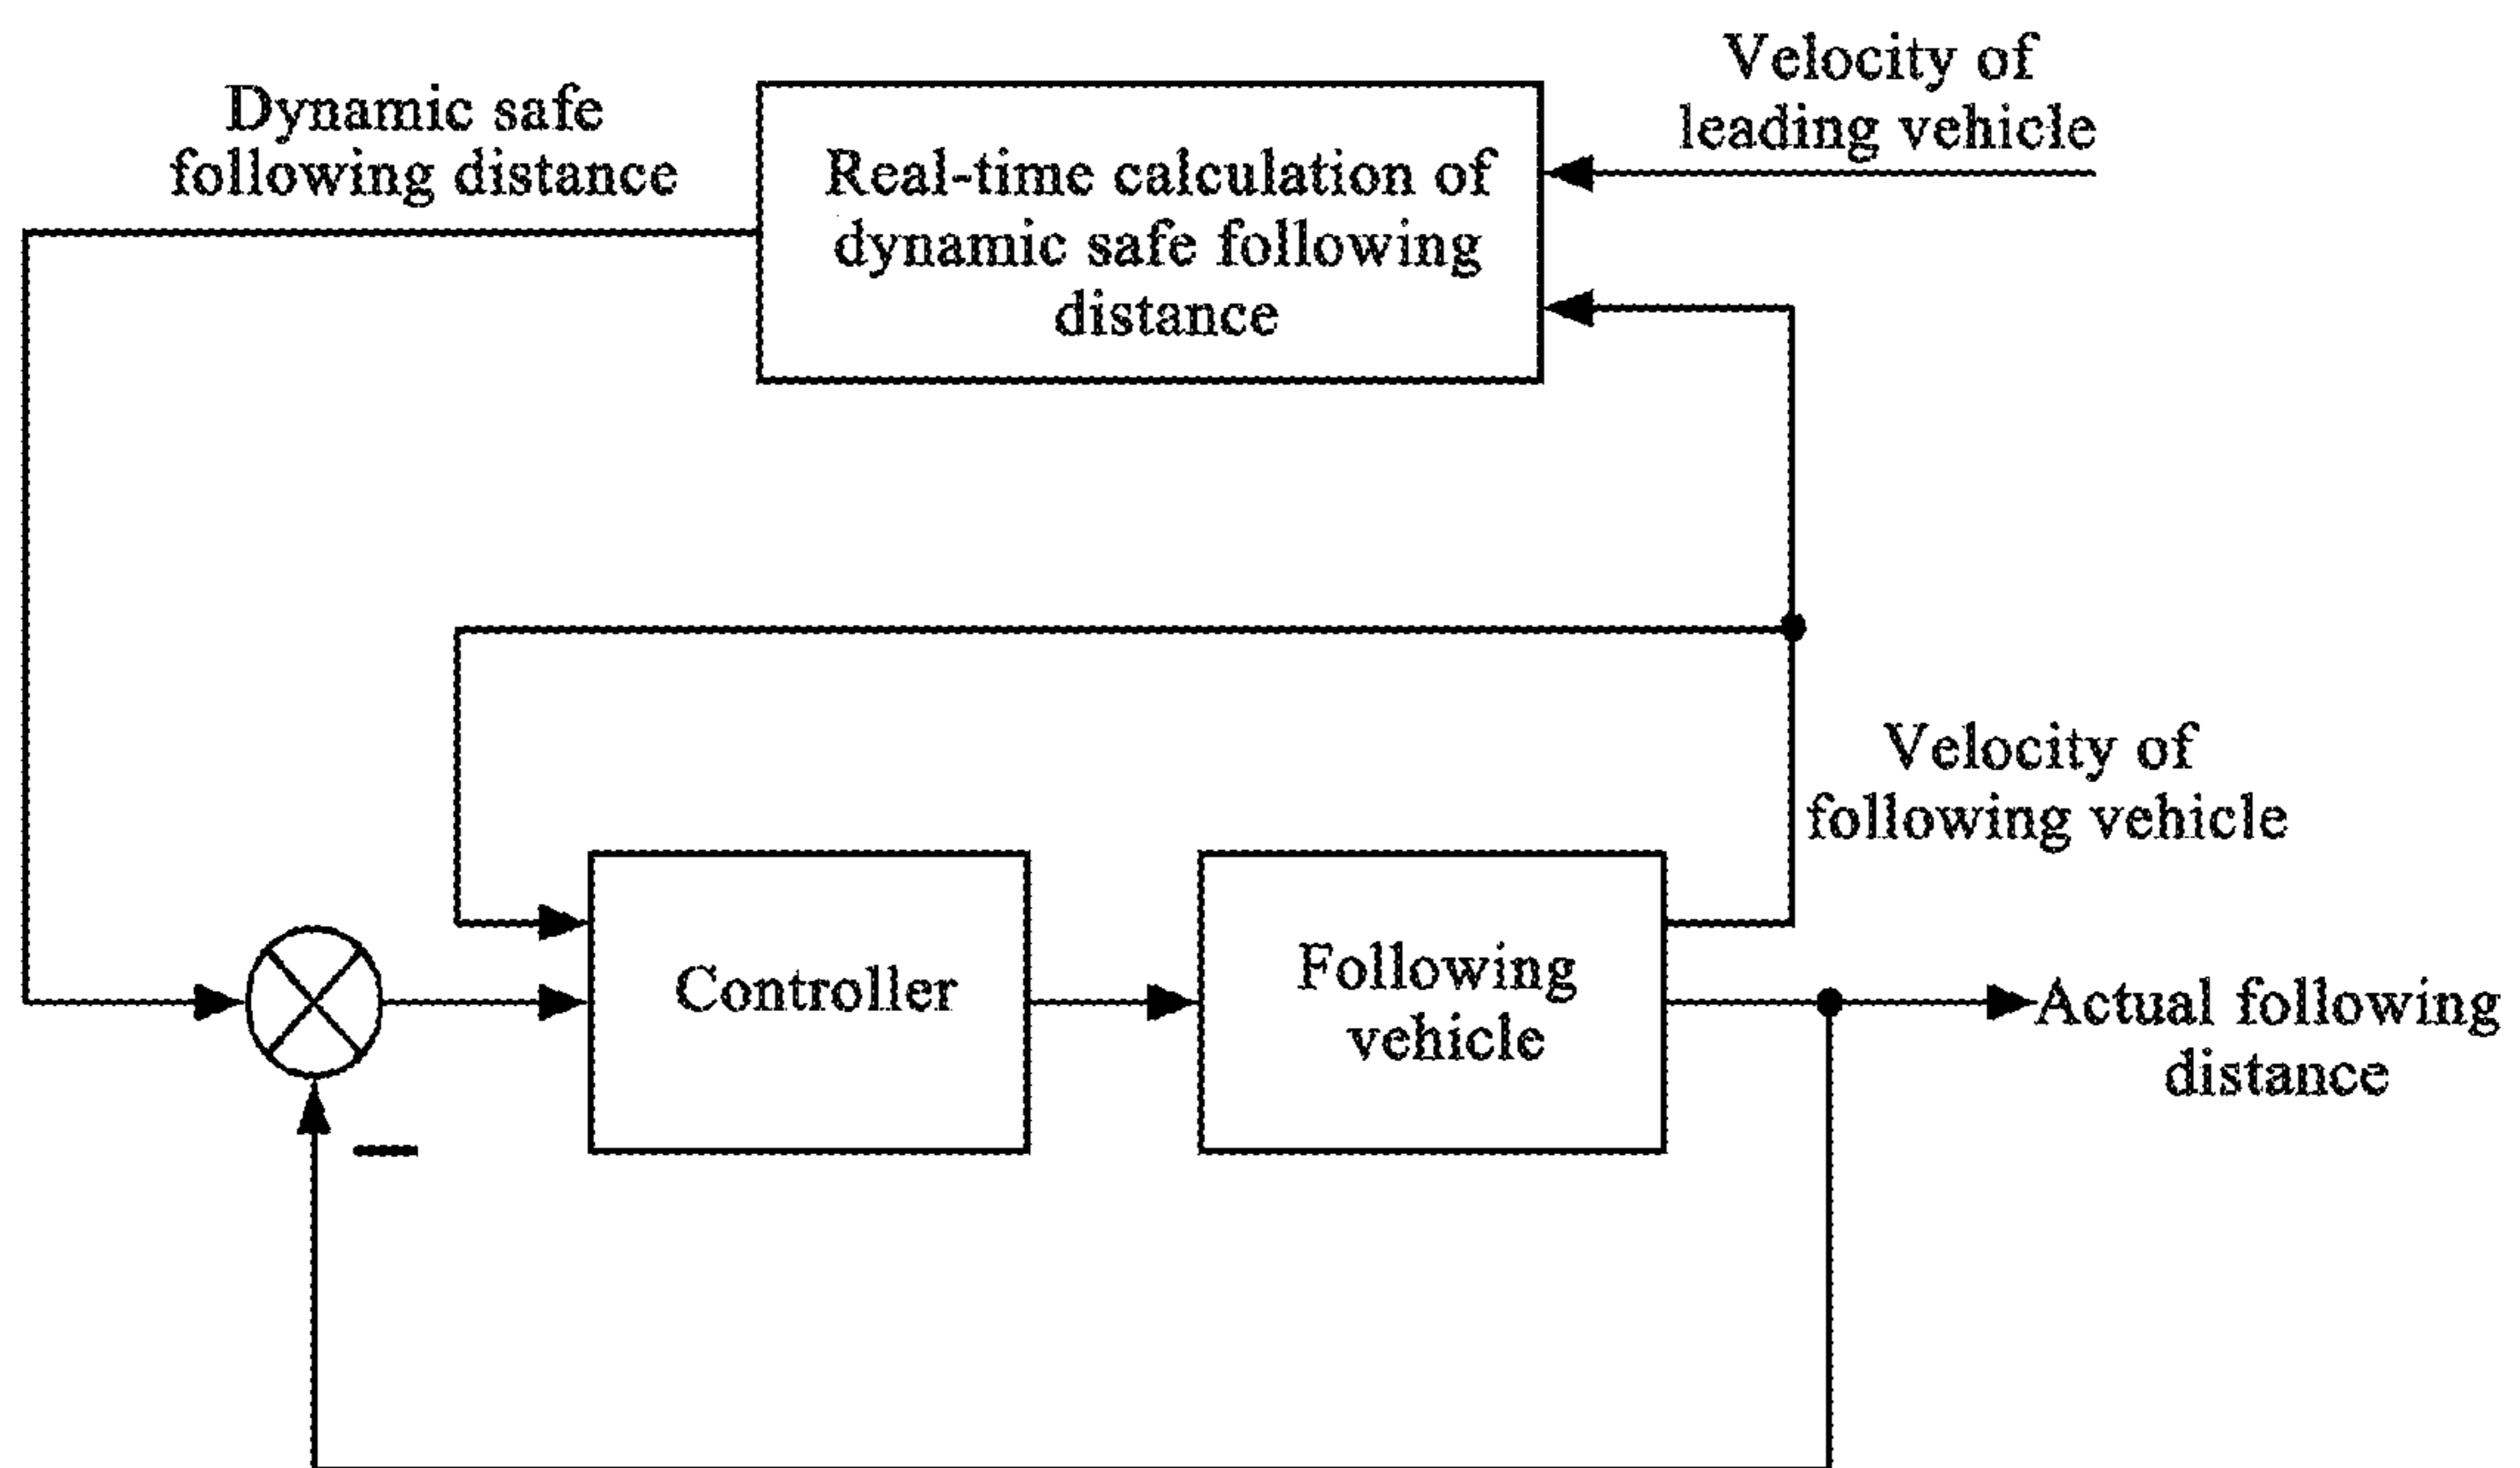 Velocity of
leading vehicle
Dynamic safe
following distance
Real-time calculation of
dynamic safe following
distance
Velocity of
following vehicle
Controller
Following
vehicle
Actual following
distance